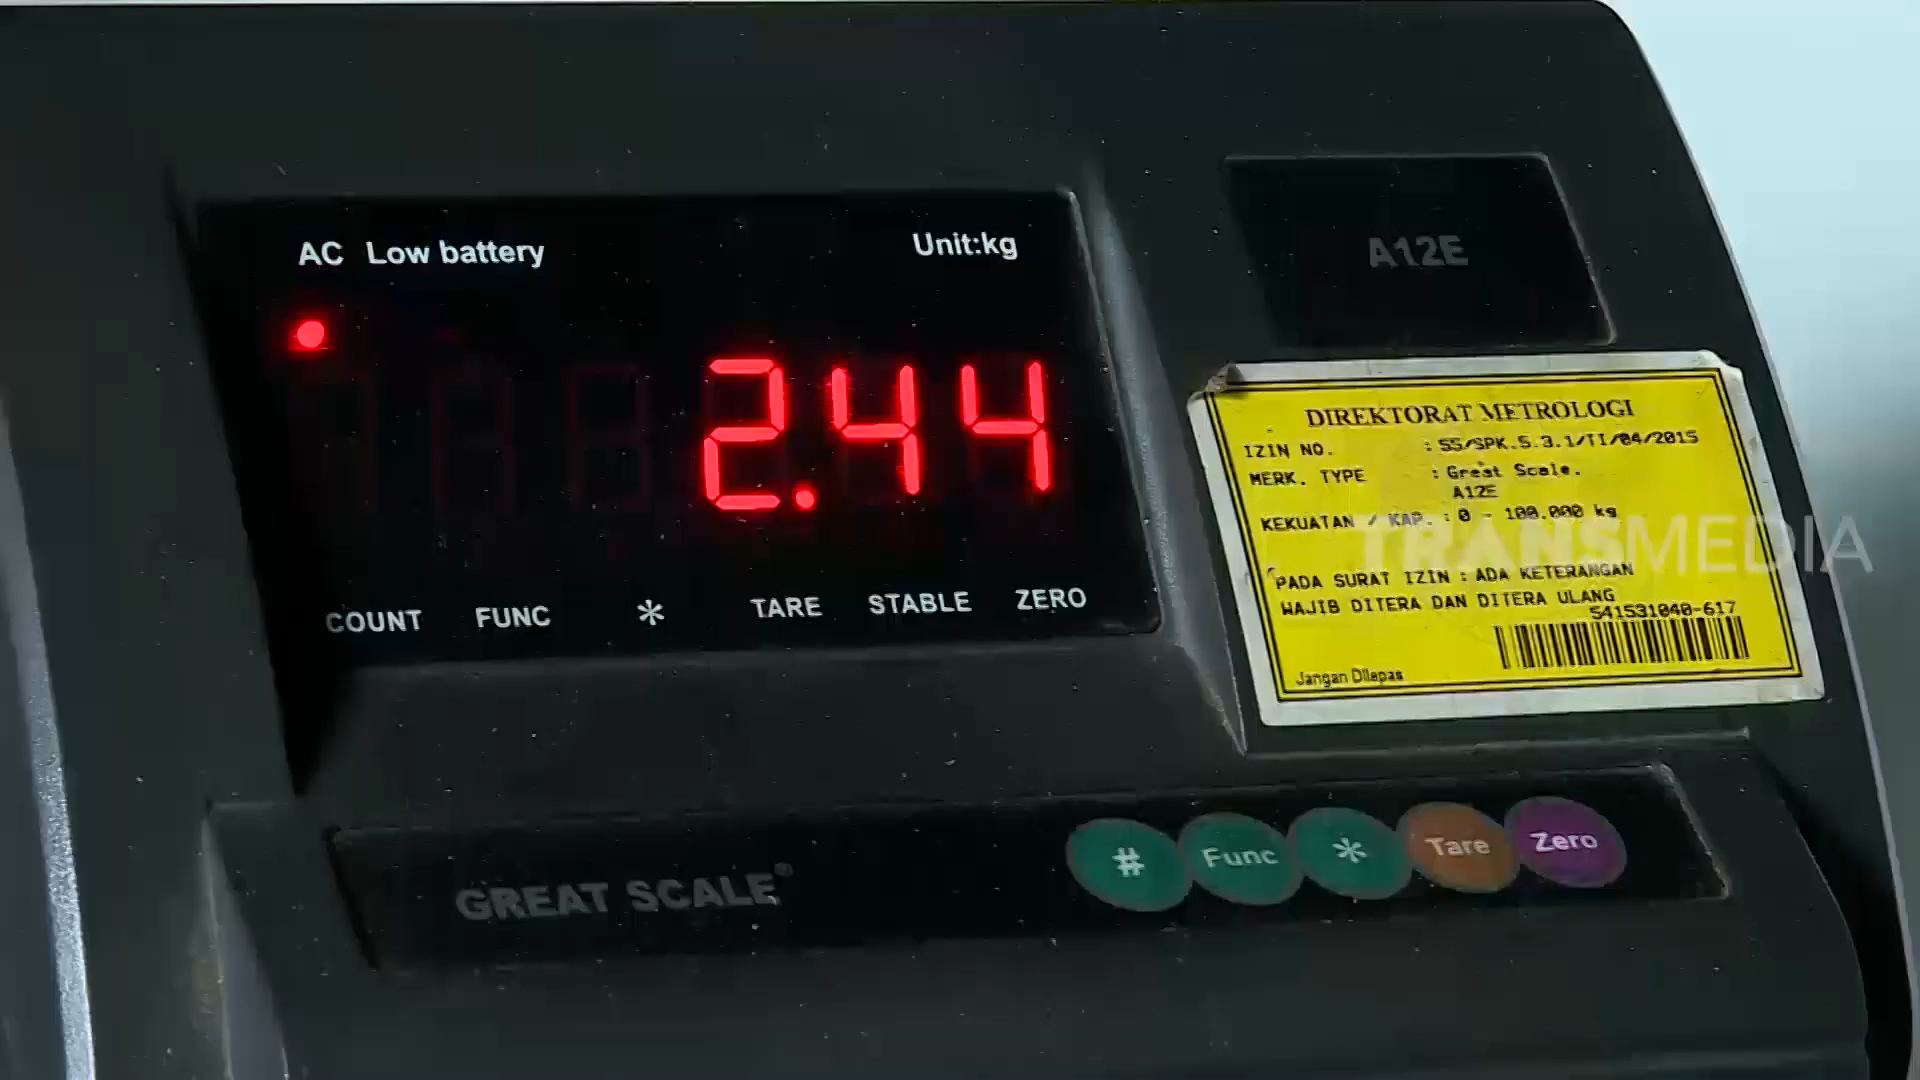 AC Low battery Unit:kg
2.44
COUNT FUNC * TARE STABLE ZERO
A12E
DIREKTORAT METROLOGI
IZIN NO. : SS/SPK.5.3.1/TI/04/2015
MERK. TYPE : Great Scale.
A12E
KEKUATAN / KAP. : 0 - 100.000 kg
PADA SURAT IZIN : ADA KETERANGAN
WAJIB DITERA DAN DITERA ULANG
541531040-617
Jangan Dilepas
TRANSMEDIA
GREAT SCALE®
# Func * Tare Zero